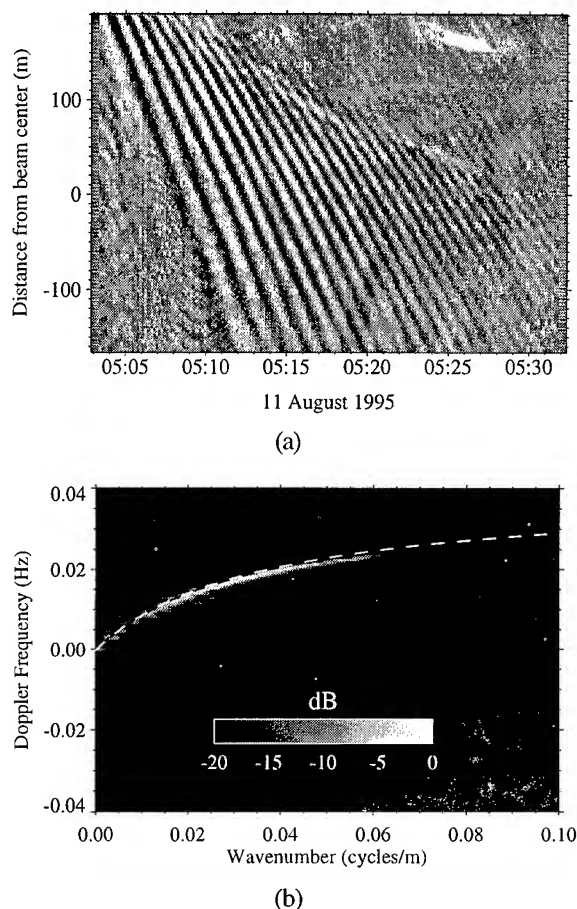 Distance from beam center (m)
100
0
-100
05:05 05:10 05:15 05:20 05:25 05:30
11 August 1995
(a)
Doppler Frequency (Hz)
0.04
0.02
0.00
-0.02
-0.04
dB
-20 -15 -10 -5 0
0.00 0.02 0.04 0.06 0.08 0.10
Wavenumber (cycles/m)
(b)